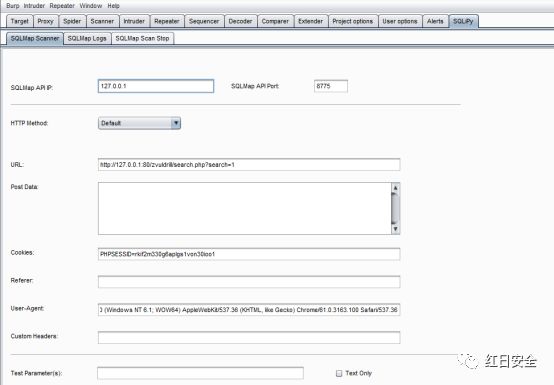 Burp Intruder Repeater Window Help
Target Proxy Spider Scanner Intruder Repeater Sequencer Decoder Comparer Extender Project options User options Alerts SQLiPy
SQLMap Scanner SQLMap Logs SQLMap Scan Stop
SQLMap API IP: 127.0.0.1 SQLMap API Port: 8775
HTTP Method: Default
URL: http://127.0.0.1:80/zvuldrill/search.php?search=1
Post Data:
Cookies: PHPSESSID=rkif2m330g6aplgs1von30ioo1
Referer:
User-Agent: 0 (Windows NT 6.1; WOW64) AppleWebKit/537.36 (KHTML, like Gecko) Chrome/61.0.3163.100 Safari/537.36
Custom Headers:
Test Parameter(s): Text Only
红日安全